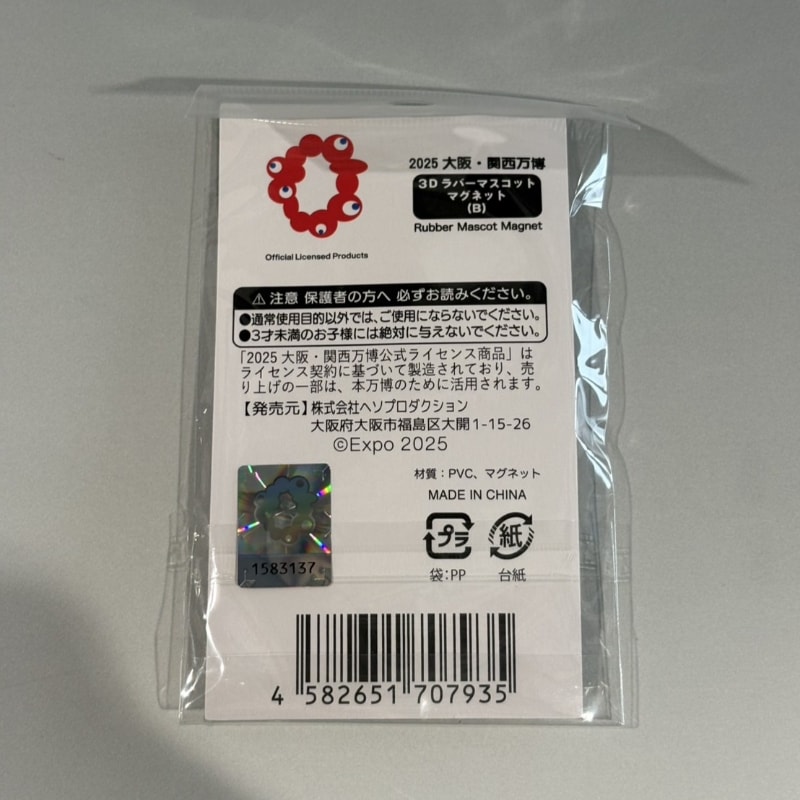 2025 大阪・関西万博
3Dラバーマスコット
マグネット
(B)
Rubber Mascot Magnet
Official Licensed Products
⚠注意 保護者の方へ 必ずお読みください。
●通常使用目的以外では、ご使用にならないでください。
●3才未満のお子様には絶対に与えないでください。
「2025 大阪・関西万博公式ライセンス商品」は
ライセンス契約に基づいて製造されており、売
り上げの一部は、本万博のために活用されます。
【発売元】株式会社ヘソプロダクション
大阪府大阪市福島区大開1-15-26
©Expo 2025
材質：PVC、マグネット
MADE IN CHINA
プラ
紙
袋:PP
台紙
1583137
4 582651 707935